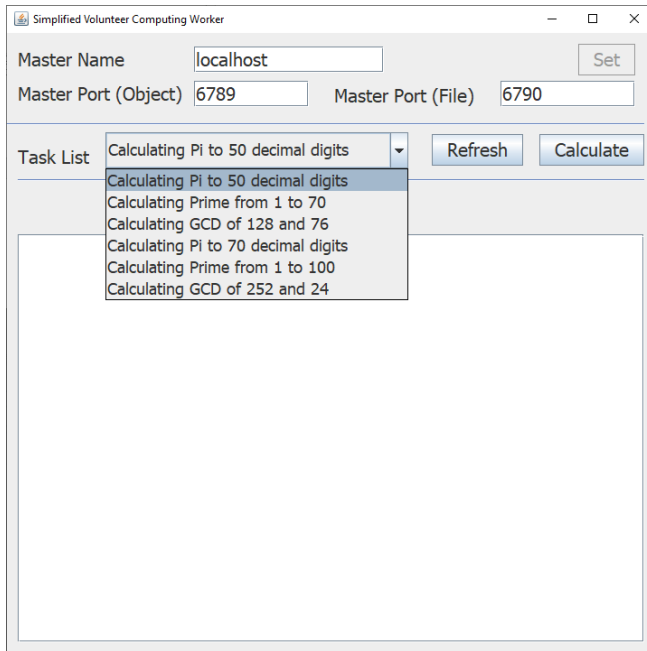 Simplified Volunteer Computing Worker
Master Name localhost Set
Master Port (Object) 6789 Master Port (File) 6790
Task List Calculating Pi to 50 decimal digits Refresh Calculate
Calculating Pi to 50 decimal digits
Calculating Prime from 1 to 70
Calculating GCD of 128 and 76
Calculating Pi to 70 decimal digits
Calculating Prime from 1 to 100
Calculating GCD of 252 and 24